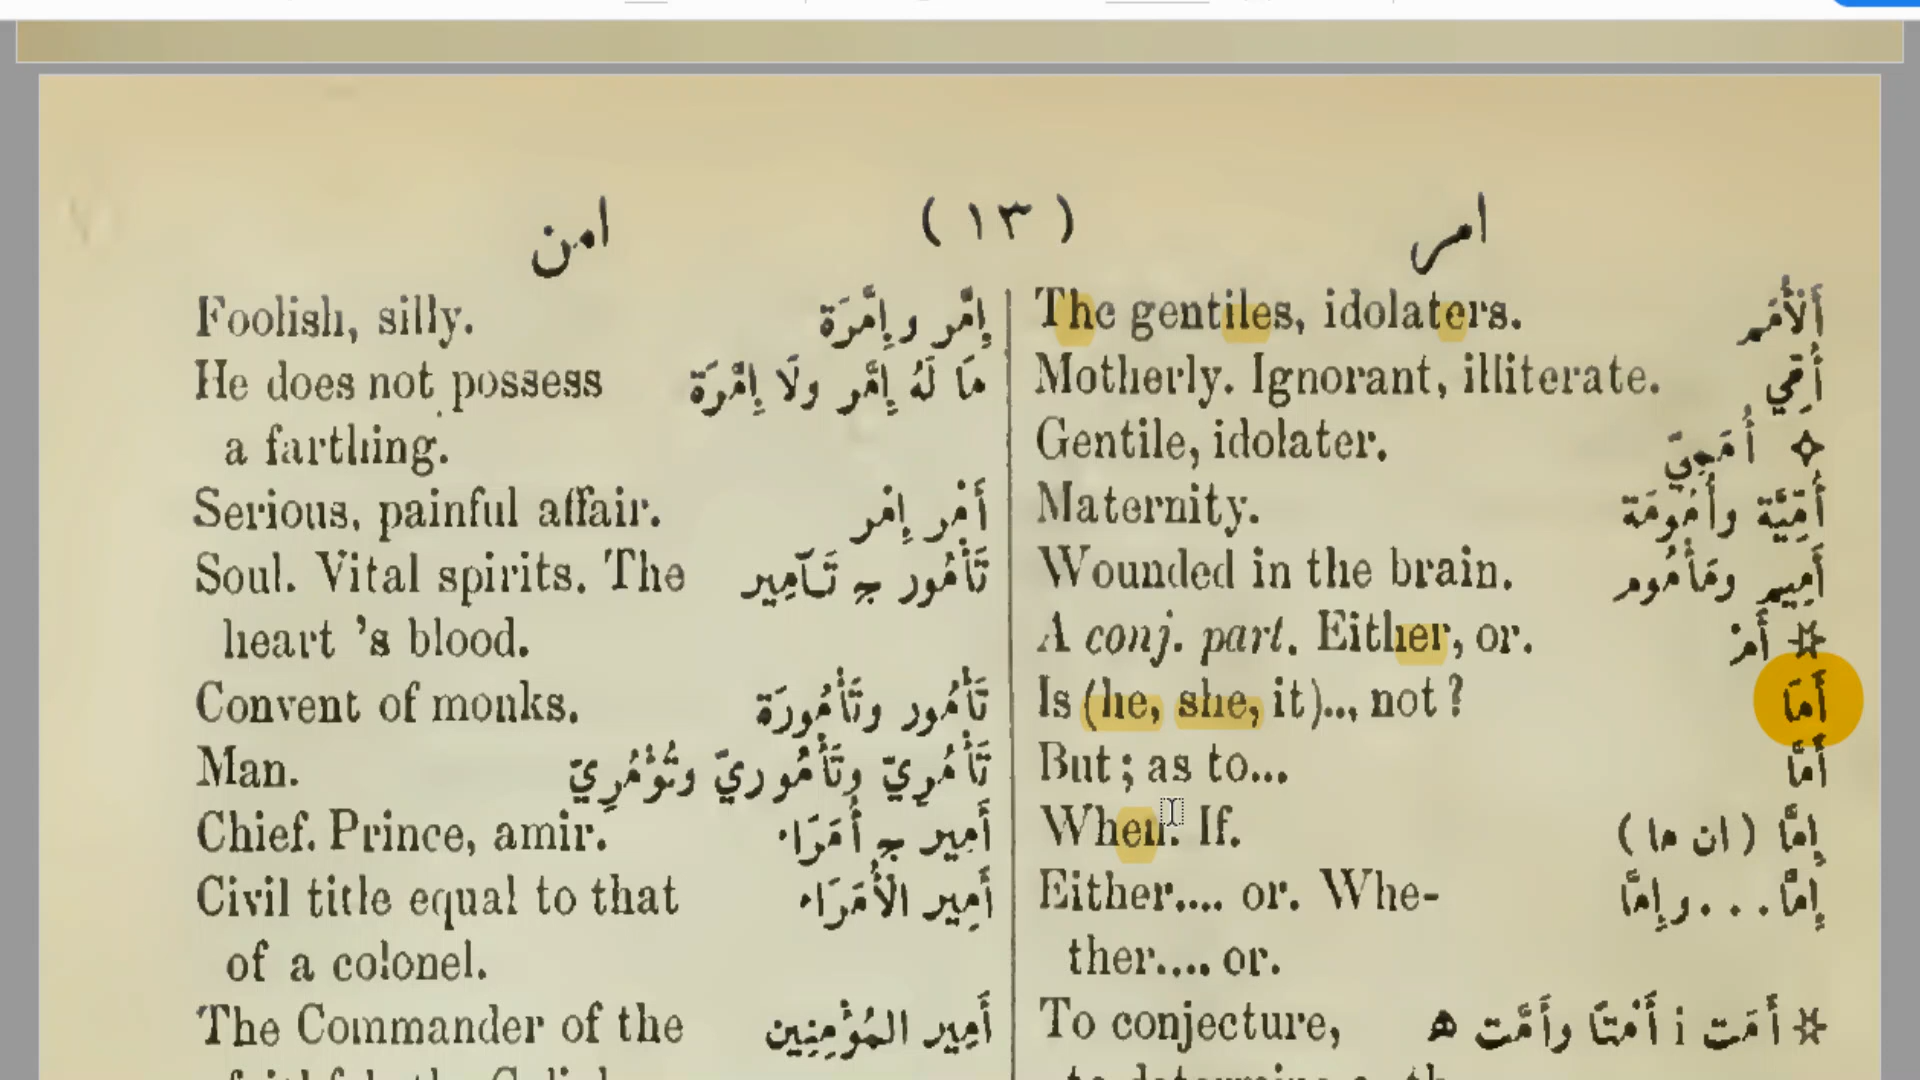 امن ( ١٣ ) امر
Foolish, silly. إِمَّر وإِمَّرَة
He does not possess مَا لَهُ إِمَّر ولَا إِمَّرَة
a farthing.
Serious, painful affair. أَمْر إِمْر
Soul. Vital spirits. The تَأْمُور ج تَآمِير
heart 's blood.
Convent of monks. تَأْمُور وتَأْمُورَة
Man. تَأْمُرِيّ وتَأْمُورِيّ وتُؤْمُرِيّ
Chief. Prince, amir. أَمِير ج أُمَرَاء
Civil title equal to that أَمِير الأُمَرَاء
of a colonel.
The Commander of the أَمِير المُؤْمِنِين
The gentiles, idolaters. أَلْأُمَم
Motherly. Ignorant, illiterate. أُمِّي
Gentile, idolater. ✧ أُمَمِيّ
Maternity. أُمِّيَّة وأُمُومَة
Wounded in the brain. أَمِيم ومَأْمُوم
A conj. part. Either, or. ☆ أَمْ
Is (he, she, it).., not ? أَمَا
But ; as to... أَمَّا
When. If. إِمَّا ( ان ما )
Either.... or. Whe- إِمَّا...وإِمَّا
ther.... or.
To conjecture, ☆ أَمَت i أَمْتًا وأَمَّت ه